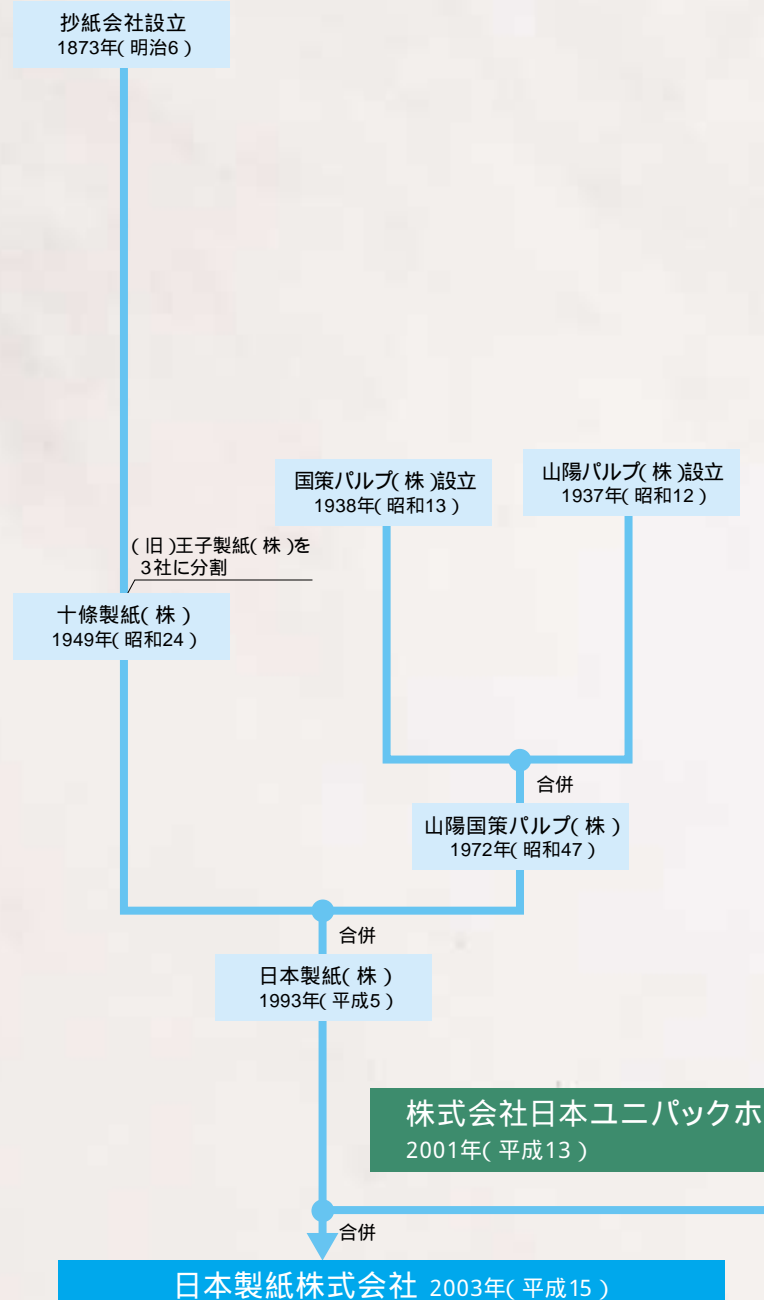 抄紙会社設立
1873年(明治6)
国策パルプ(株)設立
1938年(昭和13)
山陽パルプ(株)設立
1937年(昭和12)
(旧)王子製紙(株)を
3社に分割
十條製紙(株)
1949年(昭和24)
合併
山陽国策パルプ(株)
1972年(昭和47)
合併
日本製紙(株)
1993年(平成5)
株式会社日本ユニパックホ
2001年(平成13)
合併
日本製紙株式会社 2003年(平成15)